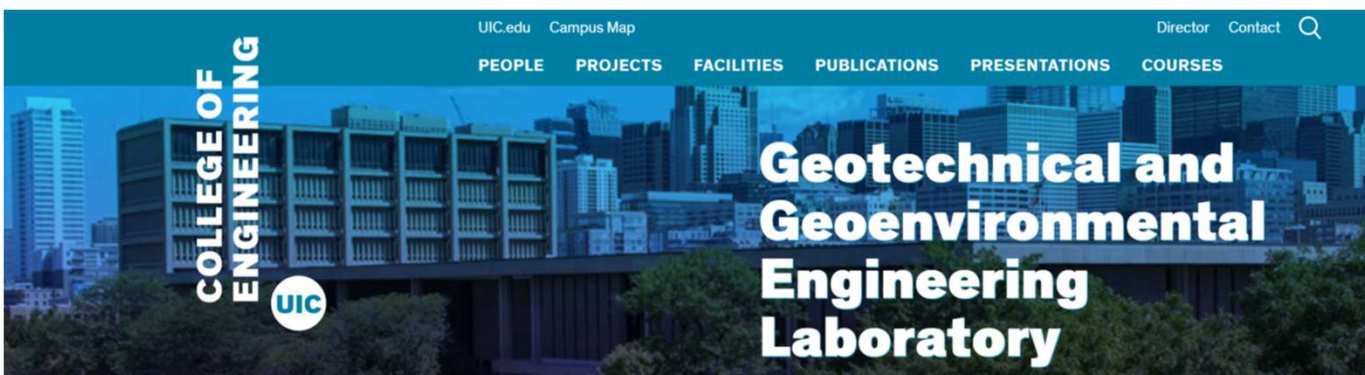 UIC.edu Campus Map Director Contact
PEOPLE PROJECTS FACILITIES PUBLICATIONS PRESENTATIONS COURSES
COLLEGE OF
ENGINEERING
UIC
Geotechnical and
Geoenvironmental
Engineering
Laboratory